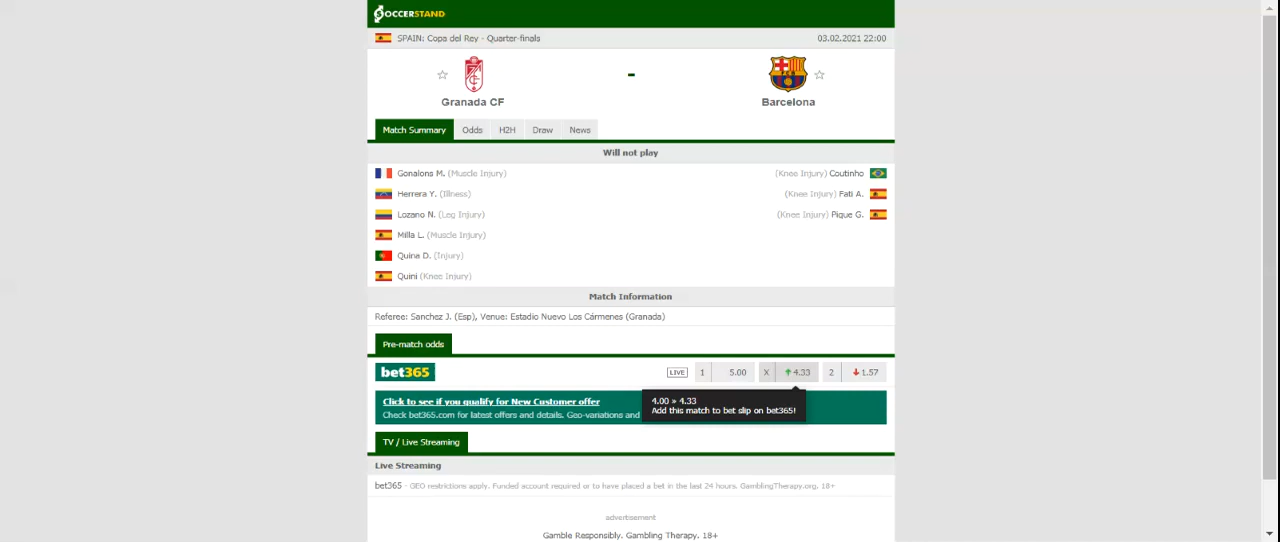 SOCCERSTAND
SPAIN: Copa del Rey - Quarter-finals 03.02.2021 22:00
-
Granada CF Barcelona
Match Summary Odds H2H Draw News
Will not play
Gonalons M. (Muscle Injury) (Knee Injury) Coutinho
Herrera Y. (Illness) (Knee Injury) Fati A.
Lozano N. (Leg Injury) (Knee Injury) Pique G.
Milla L. (Muscle Injury)
Quina D. (Injury)
Quini (Knee Injury)
Match Information
Referee: Sanchez J. (Esp), Venue: Estadio Nuevo Los Cármenes (Granada)
Pre-match odds
bet365 LIVE 1 5.00 X 4.33 2 1.57
Click to see if you qualify for New Customer offer
Check bet365.com for latest offers and details. Geo-variations and
4.00 » 4.33
Add this match to bet slip on bet365!
TV / Live Streaming
Live Streaming
bet365 - GEO restrictions apply. Funded account required or to have placed a bet in the last 24 hours. GamblingTherapy.org. 18+
advertisement
Gamble Responsibly. Gambling Therapy. 18+